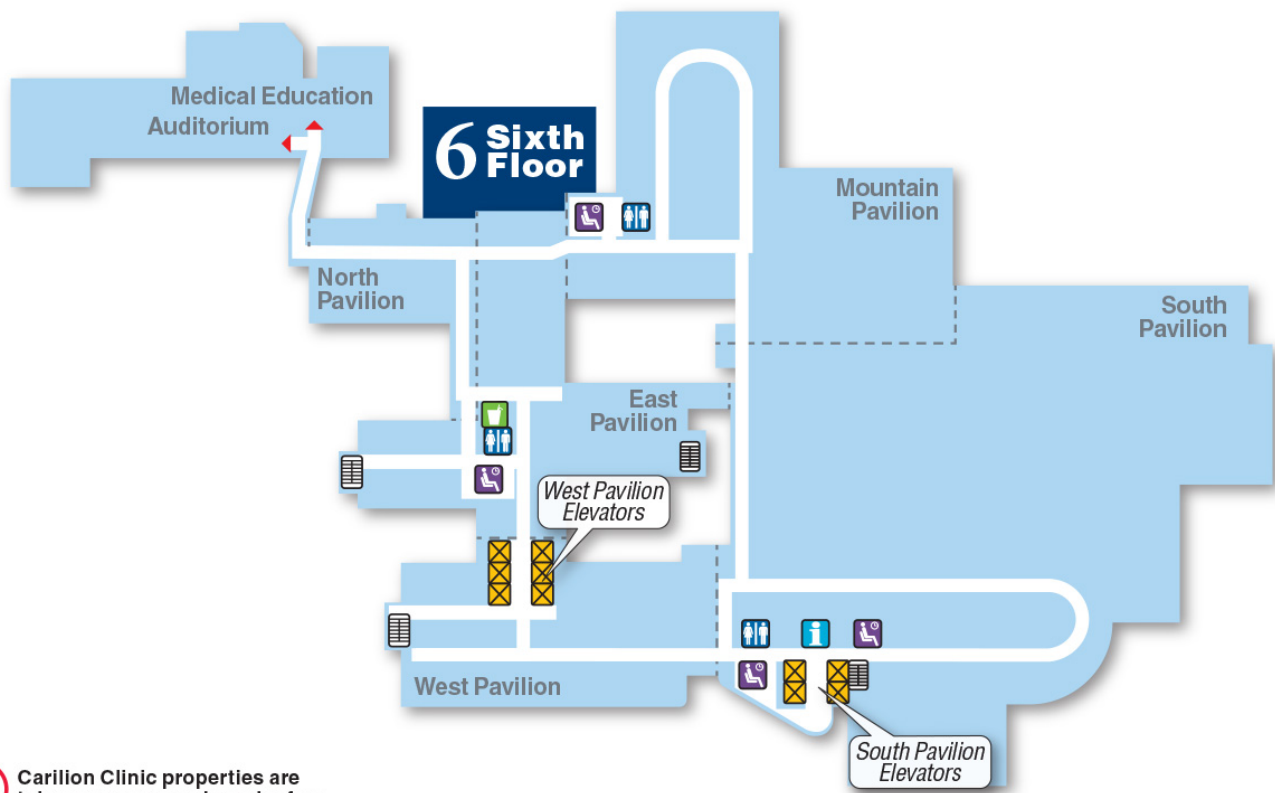 Medical Education
Auditorium
6 Sixth
Floor
Mountain
Pavilion
North
Pavilion
South
Pavilion
East
Pavilion
West Pavilion
Elevators
West Pavilion
South Pavilion
Elevators
Carilion Clinic properties are